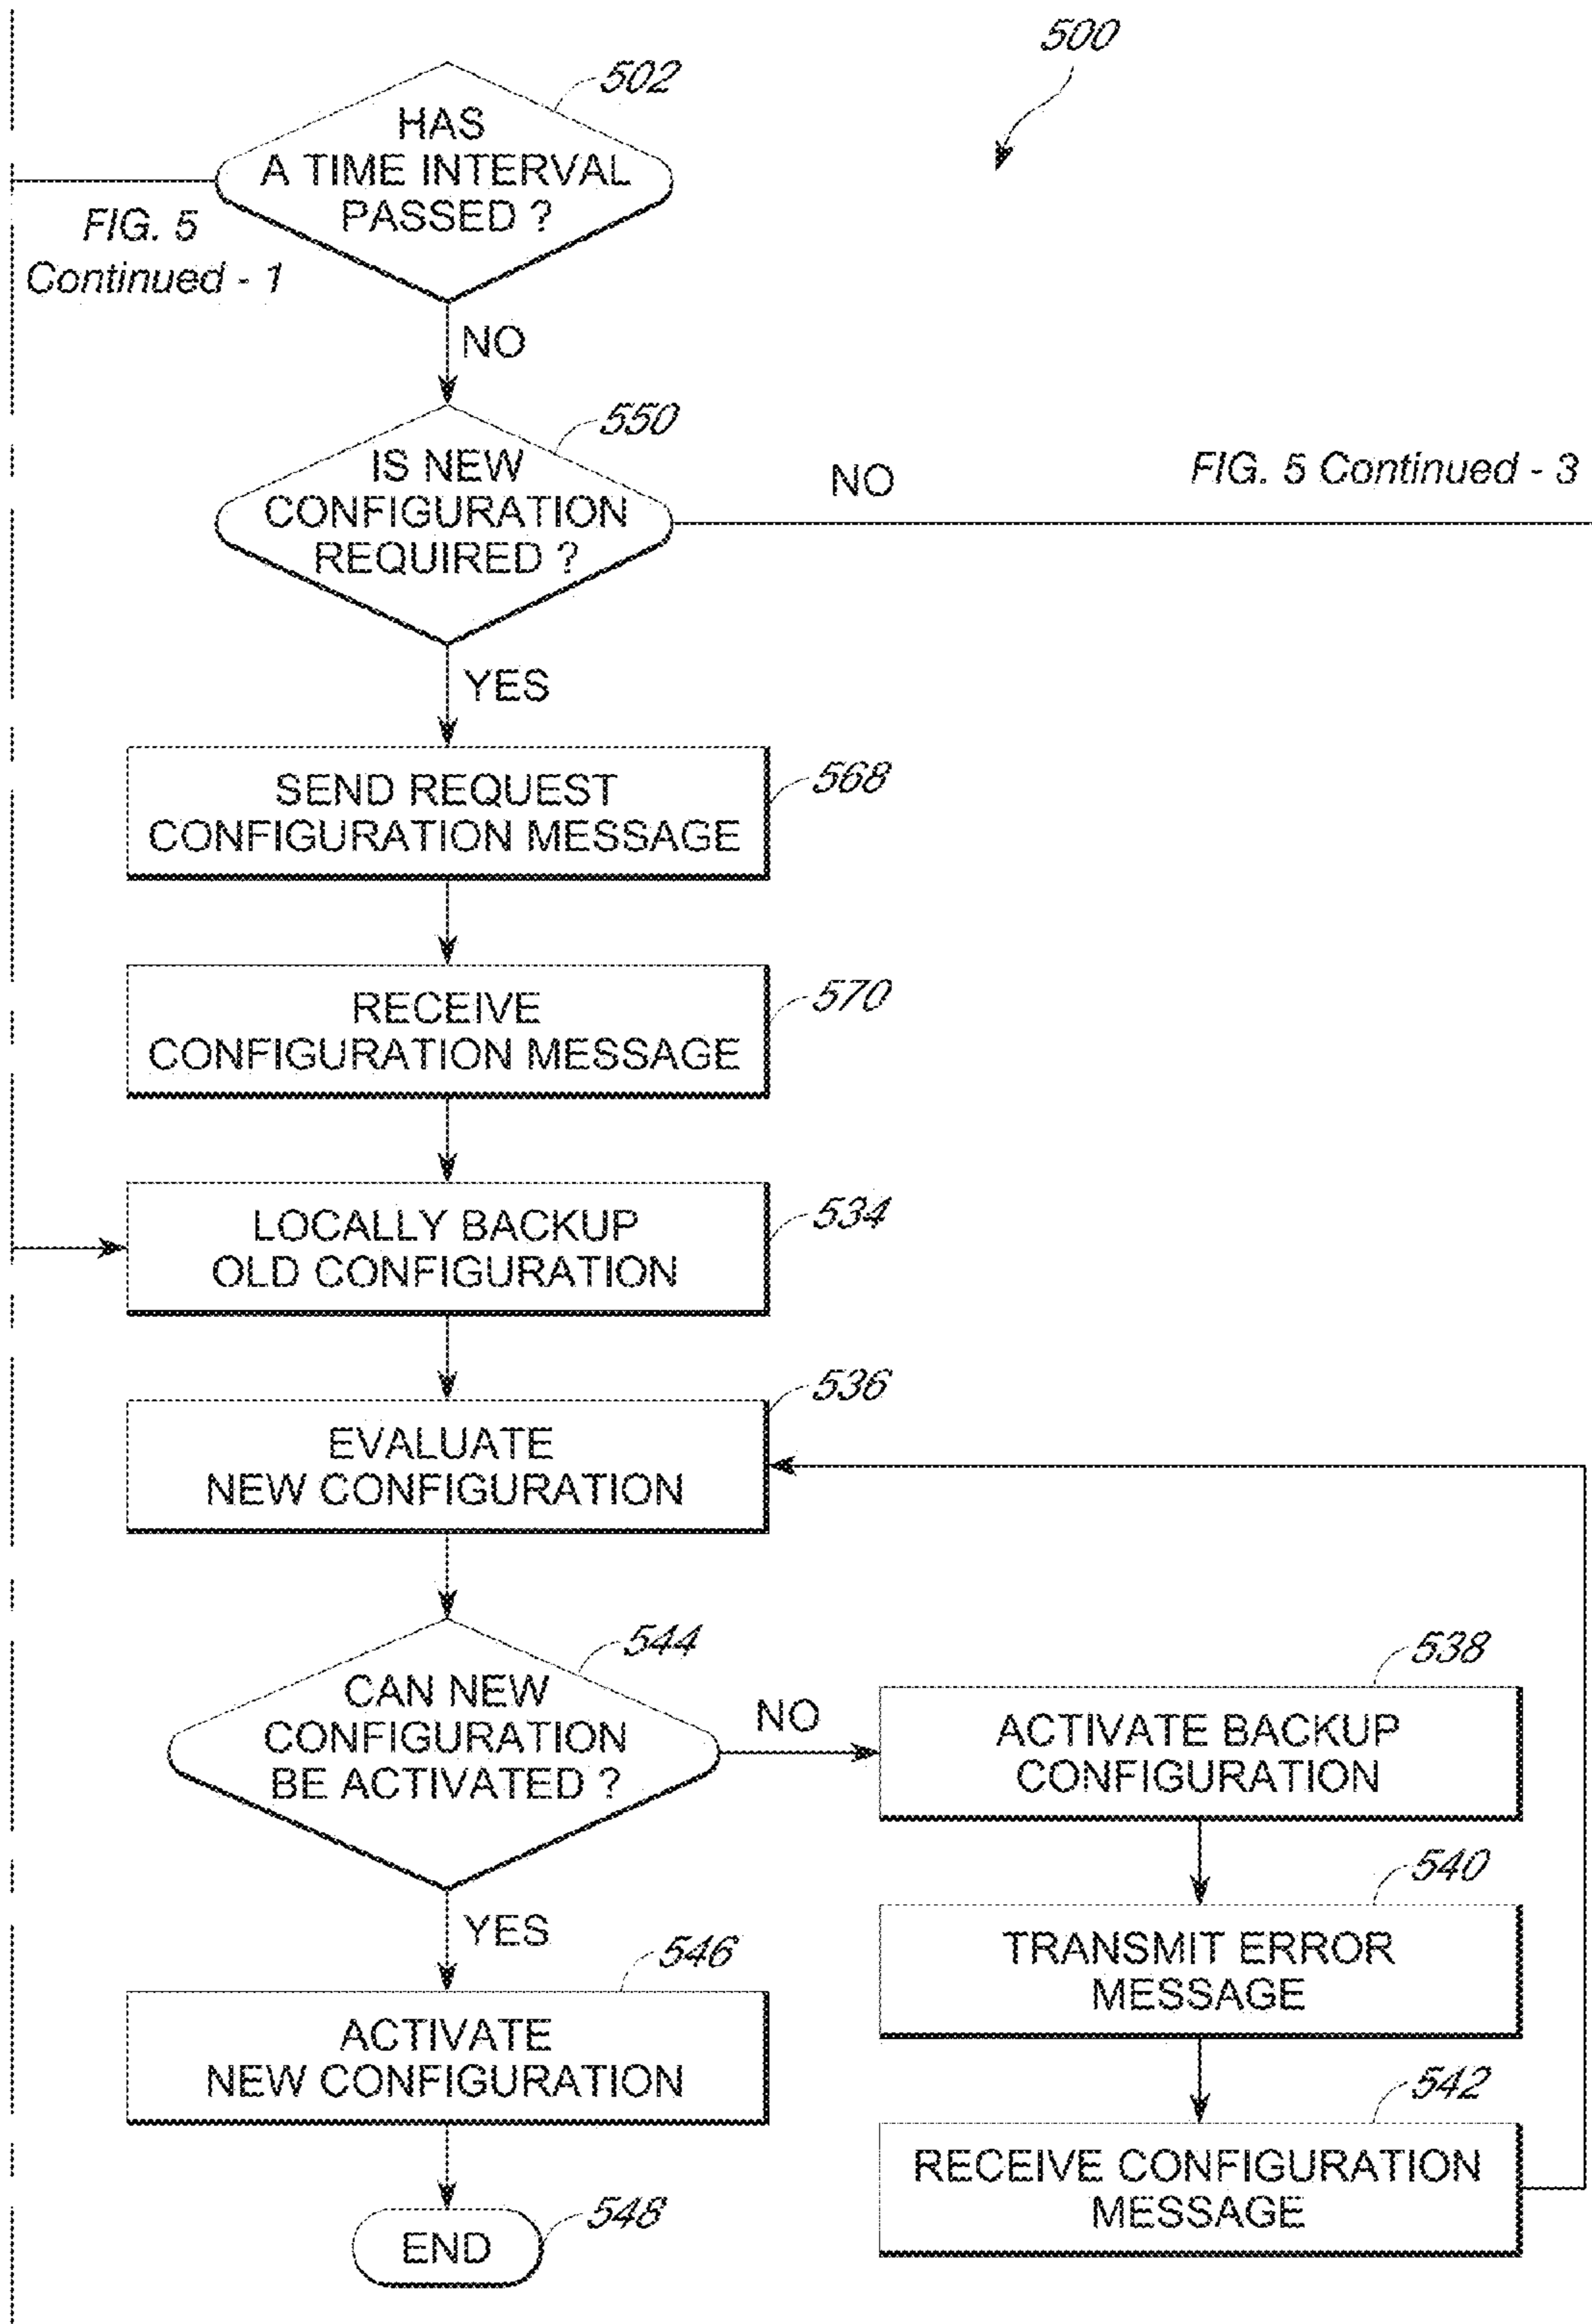 500
502
HAS
A TIME INTERVAL
PASSED ?
FIG. 5
Continued - 1
NO
550
IS NEW
CONFIGURATION
REQUIRED ?
NO
FIG. 5 Continued - 3
YES
568
SEND REQUEST
CONFIGURATION MESSAGE
570
RECEIVE
CONFIGURATION MESSAGE
534
LOCALLY BACKUP
OLD CONFIGURATION
536
EVALUATE
NEW CONFIGURATION
544
CAN NEW
CONFIGURATION
BE ACTIVATED ?
NO
538
ACTIVATE BACKUP
CONFIGURATION
540
TRANSMIT ERROR
MESSAGE
542
RECEIVE CONFIGURATION
MESSAGE
YES
546
ACTIVATE
NEW CONFIGURATION
END
548